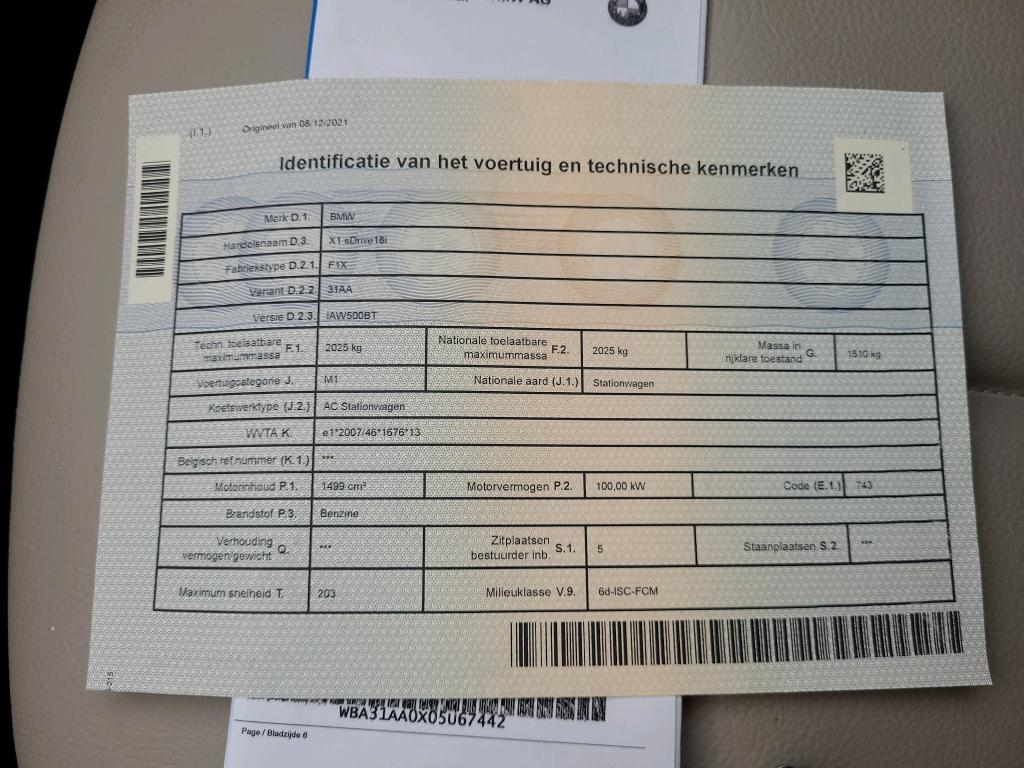 BMW AG
(I.1.) Origineel van 08/12/2021
Identificatie van het voertuig en technische kenmerken
Merk D.1. BMW
Handelsnaam D.3. X1 sDrive18i
Fabriekstype D.2.1. F1X
Variant D.2.2. 31AA
Versie D.2.3. IAW500BT
Techn. toelaatbare maximummassa F.1. 2025 kg Nationale toelaatbare maximummassa F.2. 2025 kg Massa in rijklare toestand G. 1510 kg
Voertuigcategorie J. M1 Nationale aard (J.1.) Stationwagen
Koetswerktype (J.2.) AC Stationwagen
WVTA K. e1*2007/46*1676*13
Belgisch ref.nummer (K.1.) ***
Motorinhoud P.1. 1499 cm³ Motorvermogen P.2. 100,00 kW Code (E.1.) 743
Brandstof P.3. Benzine
Verhouding vermogen/gewicht Q. *** Zitplaatsen bestuurder inb. S.1. 5 Staanplaatsen S.2. ***
Maximum snelheid T. 203 Milieuklasse V.9. 6d-ISC-FCM
215
WBA31AA0X05U67442
Page / Bladzijde 6